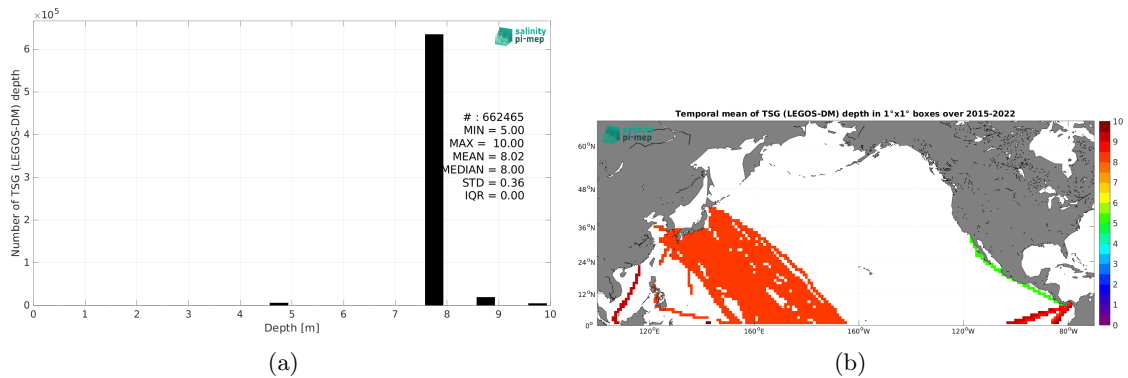 ×10⁵
salinity
pi-mep
Number of TSG (LEGOS-DM) depth
6
5
4
3
2
1
0
# : 662465
MIN = 5.00
MAX = 10.00
MEAN = 8.02
MEDIAN = 8.00
STD = 0.36
IQR = 0.00
0 1 2 3 4 5 6 7 8 9 10
Depth [m]
(a)
Temporal mean of TSG (LEGOS-DM) depth in 1°x1° boxes over 2015-2022
salinity
pi-mep
60°N
48°N
36°N
24°N
12°N
0°
120°E 160°E 160°W 120°W 80°W
10
9
8
7
6
5
4
3
2
1
0
(b)